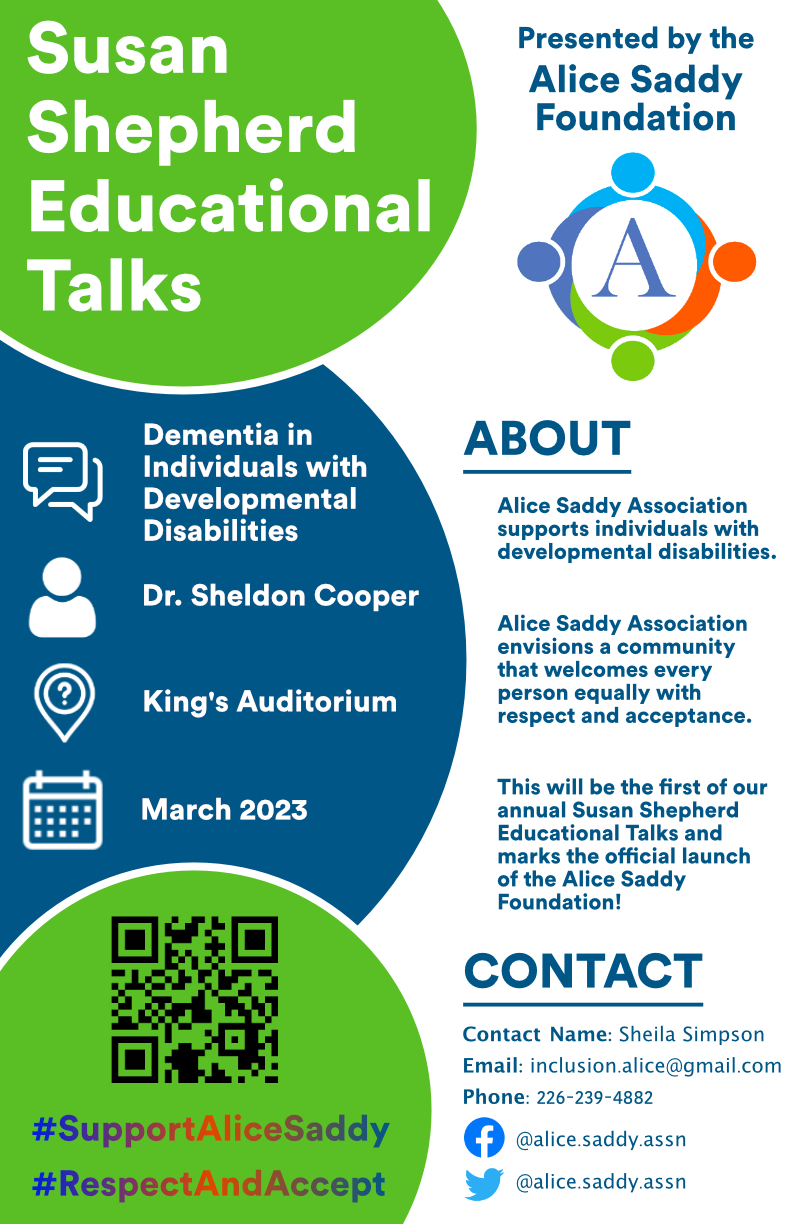 Susan
Shepherd
Educational
Talks
Presented by the
Alice Saddy
Foundation
A
Dementia in
Individuals with
Developmental
Disabilities
Dr. Sheldon Cooper
?
King's Auditorium
March 2023
#SupportAliceSaddy
#RespectAndAccept
ABOUT
Alice Saddy Association
supports individuals with
developmental disabilities.
Alice Saddy Association
envisions a community
that welcomes every
person equally with
respect and acceptance.
This will be the first of our
annual Susan Shepherd
Educational Talks and
marks the official launch
of the Alice Saddy
Foundation!
CONTACT
Contact Name: Sheila Simpson
Email: inclusion.alice@gmail.com
Phone: 226-239-4882
@alice.saddy.assn
@alice.saddy.assn